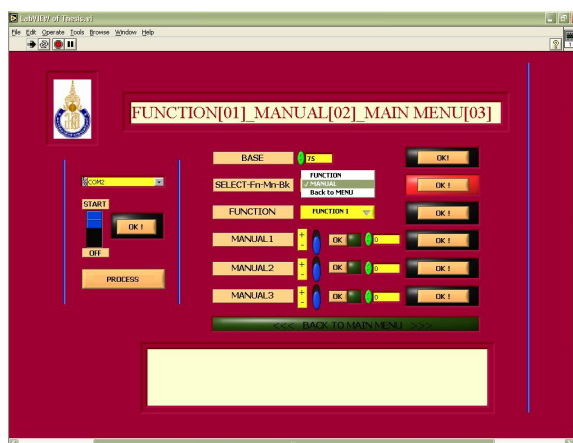 LabVIEW of Thesis.vi
File Edit Operate Tools Browse Window Help
FUNCTION[01]_MANUAL[02]_MAIN MENU[03]
BASE 75 OK!
COM2
SELECT-Fn-Mn-Bk FUNCTION OK !
✓MANUAL
Back to MENU
START
OK !
OFF
FUNCTION FUNCTION 1 OK !
MANUAL1 + - OK 0 OK !
PROCESS
MANUAL2 + - OK 0 OK !
MANUAL3 + - OK 0 OK !
<<< BACK TO MAIN MENU >>>